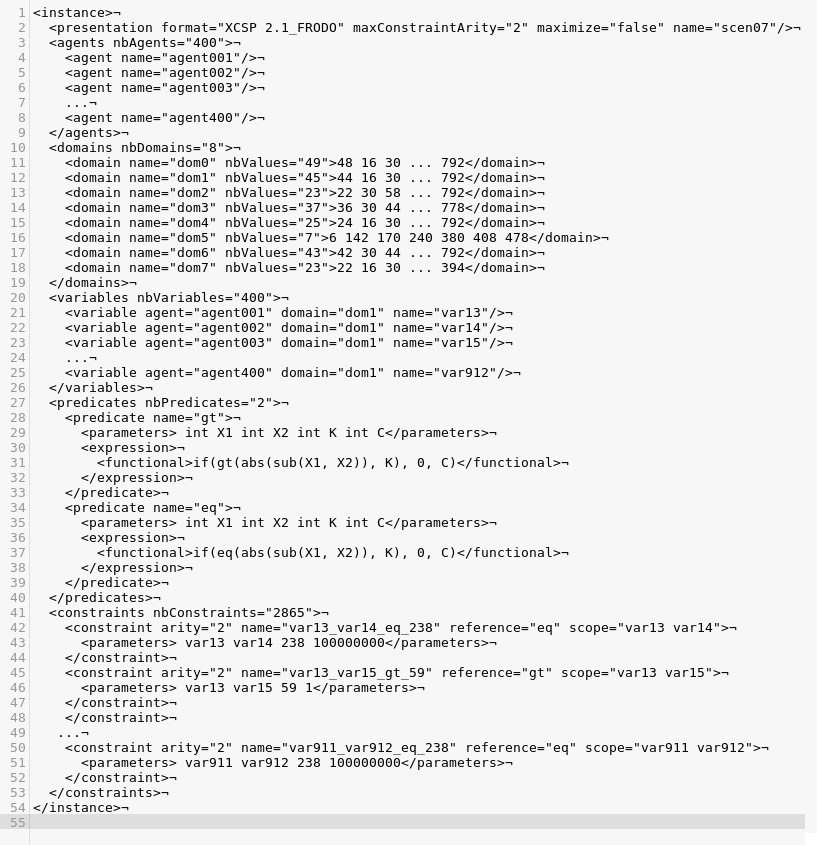 1 <instance>¬
2   <presentation format="XCSP 2.1_FRODO" maxConstraintArity="2" maximize="false" name="scen07"/>¬
3   <agents nbAgents="400">¬
4     <agent name="agent001"/>¬
5     <agent name="agent002"/>¬
6     <agent name="agent003"/>¬
7     ...¬
8     <agent name="agent400"/>¬
9   </agents>¬
10   <domains nbDomains="8">¬
11     <domain name="dom0" nbValues="49">48 16 30 ... 792</domain>¬
12     <domain name="dom1" nbValues="45">44 16 30 ... 792</domain>¬
13     <domain name="dom2" nbValues="23">22 30 58 ... 792</domain>¬
14     <domain name="dom3" nbValues="37">36 30 44 ... 778</domain>¬
15     <domain name="dom4" nbValues="25">24 16 30 ... 792</domain>¬
16     <domain name="dom5" nbValues="7">6 142 170 240 380 408 478</domain>¬
17     <domain name="dom6" nbValues="43">42 30 44 ... 792</domain>¬
18     <domain name="dom7" nbValues="23">22 16 30 ... 394</domain>¬
19   </domains>¬
20   <variables nbVariables="400">¬
21     <variable agent="agent001" domain="dom1" name="var13"/>¬
22     <variable agent="agent002" domain="dom1" name="var14"/>¬
23     <variable agent="agent003" domain="dom1" name="var15"/>¬
24     ...¬
25     <variable agent="agent400" domain="dom1" name="var912"/>¬
26   </variables>¬
27   <predicates nbPredicates="2">¬
28     <predicate name="gt">¬
29       <parameters> int X1 int X2 int K int C</parameters>¬
30       <expression>¬
31         <functional>if(gt(abs(sub(X1, X2)), K), 0, C)</functional>¬
32       </expression>¬
33     </predicate>¬
34     <predicate name="eq">¬
35       <parameters> int X1 int X2 int K int C</parameters>¬
36       <expression>¬
37         <functional>if(eq(abs(sub(X1, X2)), K), 0, C)</functional>¬
38       </expression>¬
39     </predicate>¬
40   </predicates>¬
41   <constraints nbConstraints="2865">¬
42     <constraint arity="2" name="var13_var14_eq_238" reference="eq" scope="var13 var14">¬
43       <parameters> var13 var14 238 100000000</parameters>¬
44     </constraint>¬
45     <constraint arity="2" name="var13_var15_gt_59" reference="gt" scope="var13 var15">¬
46       <parameters> var13 var15 59 1</parameters>¬
47     </constraint>¬
48     </constraint>¬
49    ...¬
50     <constraint arity="2" name="var911_var912_eq_238" reference="eq" scope="var911 var912">¬
51       <parameters> var911 var912 238 100000000</parameters>¬
52     </constraint>¬
53   </constraints>¬
54 </instance>¬
55